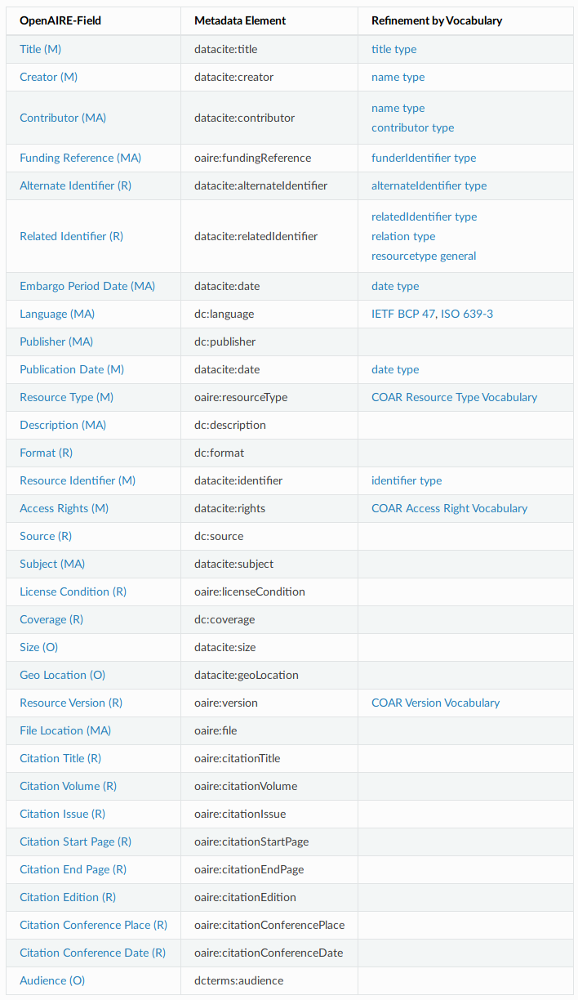 OpenAIRE-Field Metadata Element Refinement by Vocabulary
Title (M) datacite:title title type
Creator (M) datacite:creator name type
Contributor (MA) datacite:contributor name type
contributor type
Funding Reference (MA) oaire:fundingReference funderIdentifier type
Alternate Identifier (R) datacite:alternateIdentifier alternateIdentifier type
Related Identifier (R) datacite:relatedIdentifier relatedIdentifier type
relation type
resourcetype general
Embargo Period Date (MA) datacite:date date type
Language (MA) dc:language IETF BCP 47, ISO 639-3
Publisher (MA) dc:publisher
Publication Date (M) datacite:date date type
Resource Type (M) oaire:resourceType COAR Resource Type Vocabulary
Description (MA) dc:description
Format (R) dc:format
Resource Identifier (M) datacite:identifier identifier type
Access Rights (M) datacite:rights COAR Access Right Vocabulary
Source (R) dc:source
Subject (MA) datacite:subject
License Condition (R) oaire:licenseCondition
Coverage (R) dc:coverage
Size (O) datacite:size
Geo Location (O) datacite:geoLocation
Resource Version (R) oaire:version COAR Version Vocabulary
File Location (MA) oaire:file
Citation Title (R) oaire:citationTitle
Citation Volume (R) oaire:citationVolume
Citation Issue (R) oaire:citationIssue
Citation Start Page (R) oaire:citationStartPage
Citation End Page (R) oaire:citationEndPage
Citation Edition (R) oaire:citationEdition
Citation Conference Place (R) oaire:citationConferencePlace
Citation Conference Date (R) oaire:citationConferenceDate
Audience (O) dcterms:audience